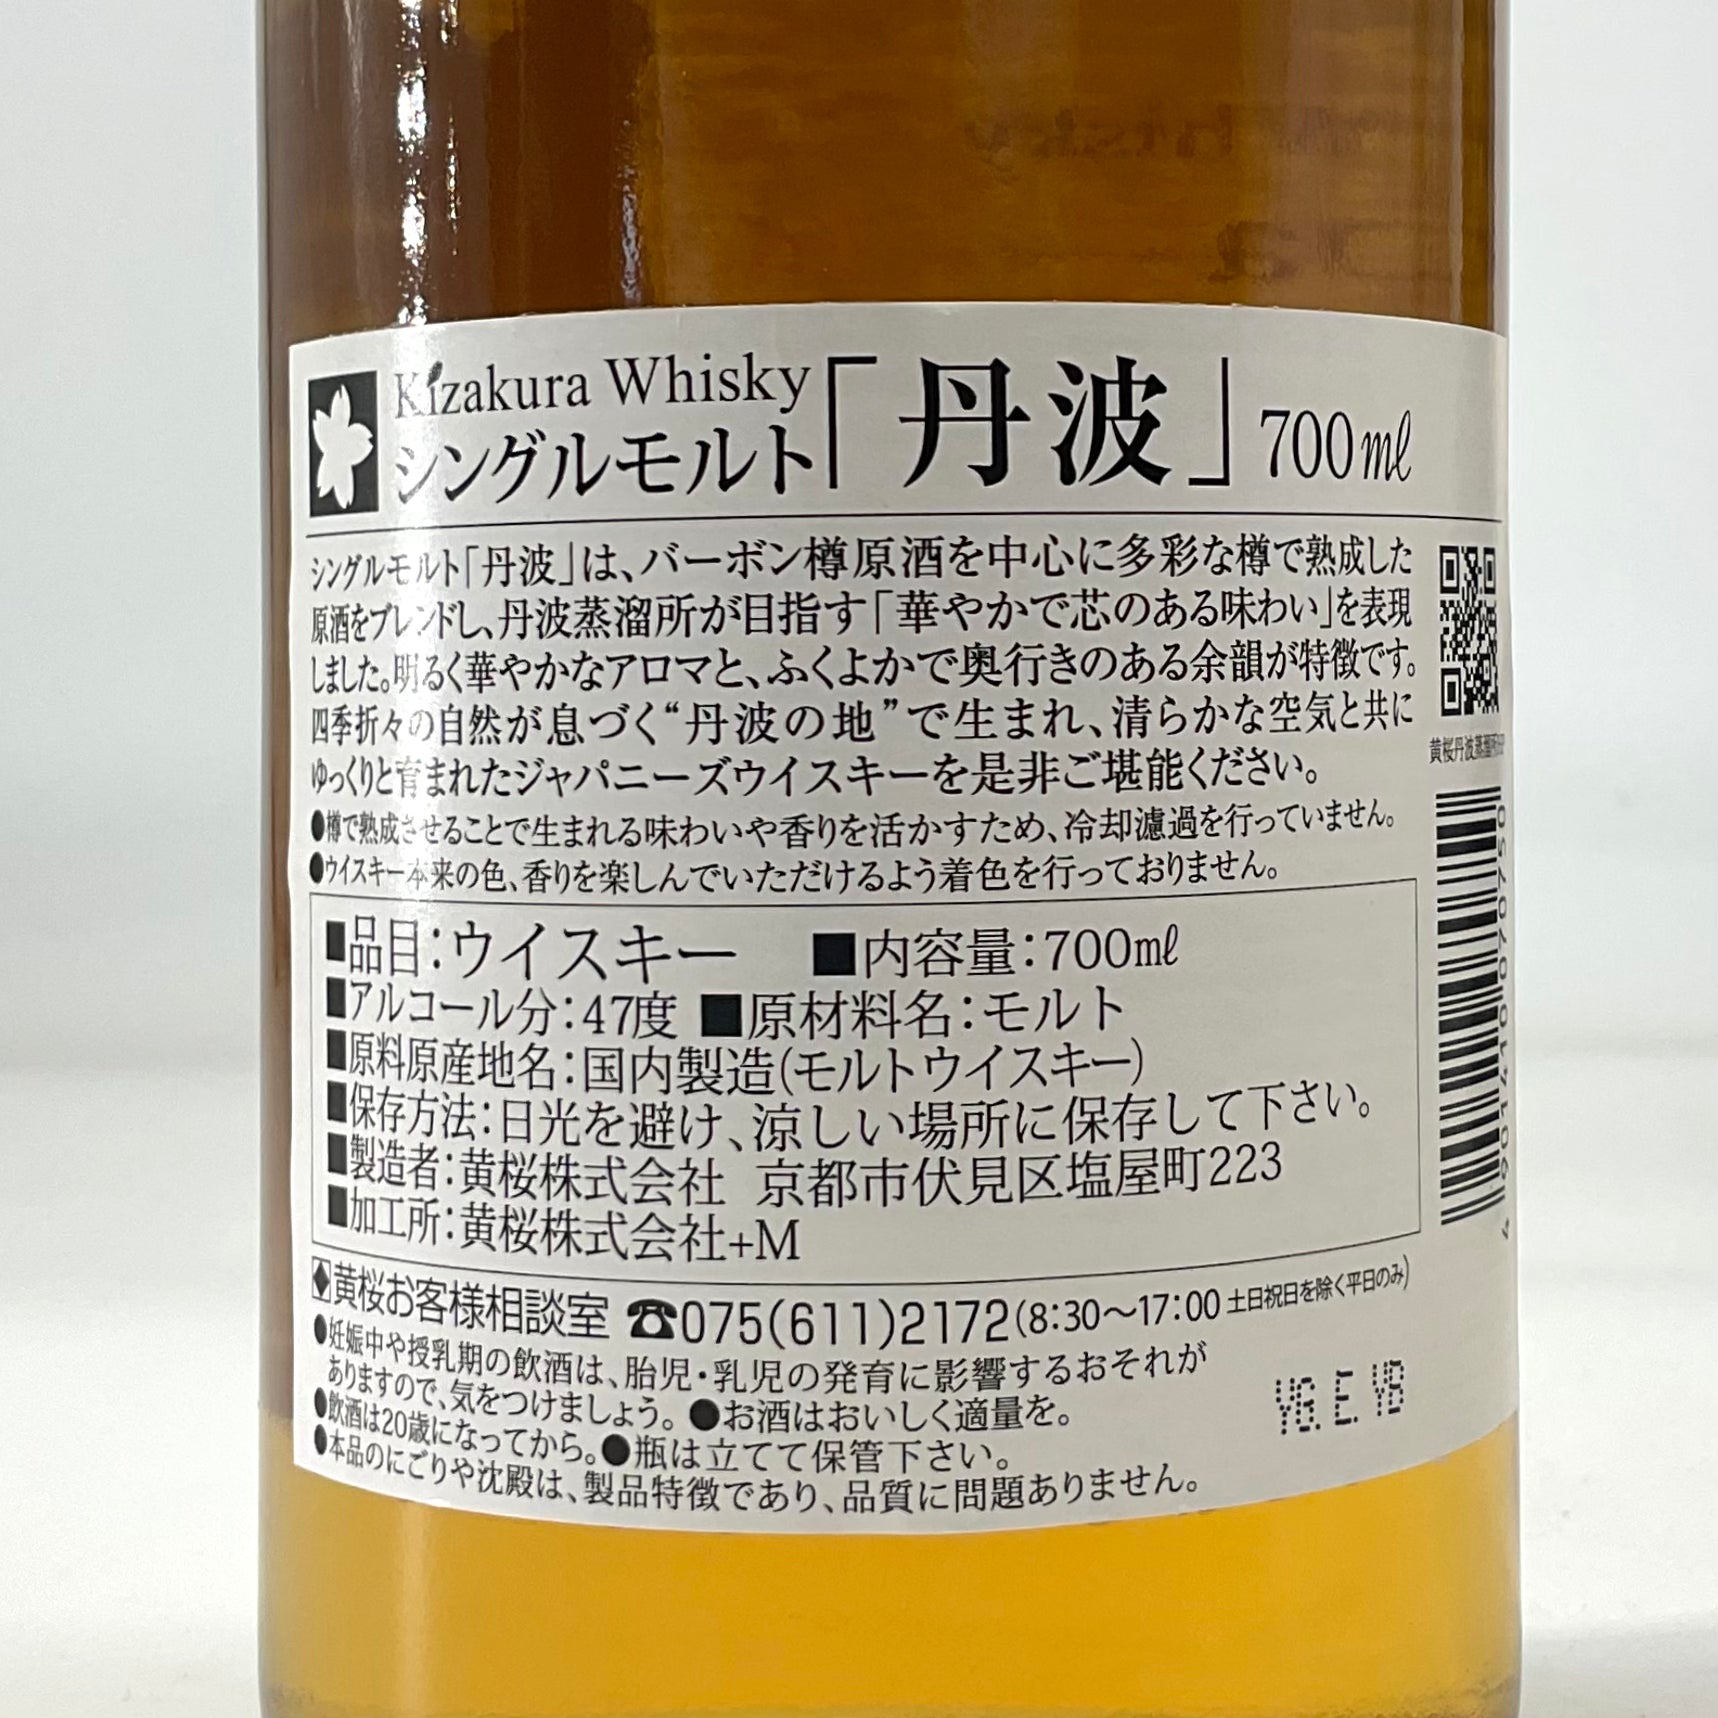 Kizakura Whisky
シングルモルト「丹波」700㎖
シングルモルト「丹波」は、バーボン樽原酒を中心に多彩な樽で熟成した
原酒をブレンドし、丹波蒸溜所が目指す「華やかで芯のある味わい」を表現
しました。明るく華やかなアロマと、ふくよかで奥行きのある余韻が特徴です。
四季折々の自然が息づく“丹波の地”で生まれ、清らかな空気と共に
ゆっくりと育まれたジャパニーズウイスキーを是非ご堪能ください。
●樽で熟成させることで生まれる味わいや香りを活かすため、冷却濾過を行っていません。
●ウイスキー本来の色、香りを楽しんでいただけるよう着色を行っておりません。
黄桜丹波蒸溜所
■品目：ウイスキー ■内容量：700㎖
■アルコール分：47度 ■原材料名：モルト
■原料原産地名：国内製造(モルトウイスキー)
■保存方法：日光を避け、涼しい場所に保存して下さい。
■製造者：黄桜株式会社 京都市伏見区塩屋町223
■加工所：黄桜株式会社+M
4 901410 070750
◆黄桜お客様相談室 ☎075(611)2172(8:30〜17:00 土日祝日を除く平日のみ)
●妊娠中や授乳期の飲酒は、胎児・乳児の発育に影響するおそれが
ありますので、気をつけましょう。●お酒はおいしく適量を。
●飲酒は20歳になってから。●瓶は立てて保管下さい。
●本品のにごりや沈殿は、製品特徴であり、品質に問題ありません。
YG.E.YB